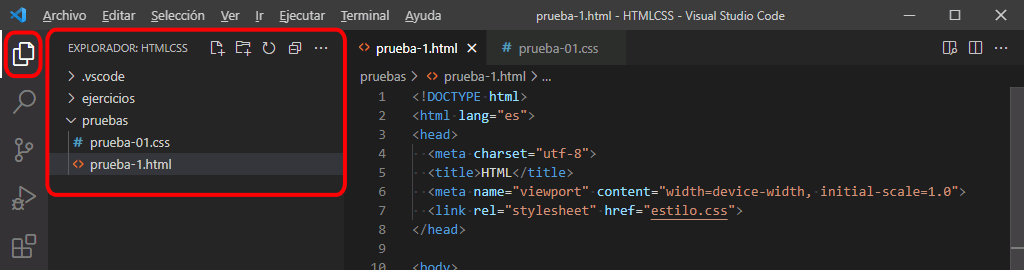 Archivo Editar Selección Ver Ir Ejecutar Terminal Ayuda prueba-1.html - HTMLCSS - Visual Studio Code
EXPLORADOR: HTMLCSS
.vscode
ejercicios
pruebas
prueba-01.css
prueba-1.html
prueba-1.html prueba-01.css
pruebas > prueba-1.html > ...
1 <!DOCTYPE html>
2 <html lang="es">
3 <head>
4 <meta charset="utf-8">
5 <title>HTML</title>
6 <meta name="viewport" content="width=device-width, initial-scale=1.0">
7 <link rel="stylesheet" href="estilo.css">
8 </head>
9
10 <body>